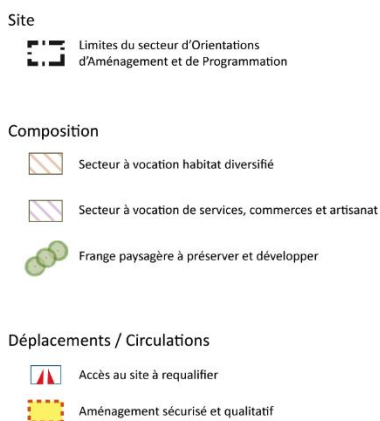 Site
Limites du secteur d'Orientations
d'Aménagement et de Programmation
Composition
Secteur à vocation habitat diversifié
Secteur à vocation de services, commerces et artisanat
Frange paysagère à préserver et développer
Déplacements / Circulations
Accès au site à requalifier
Aménagement sécurisé et qualitatif